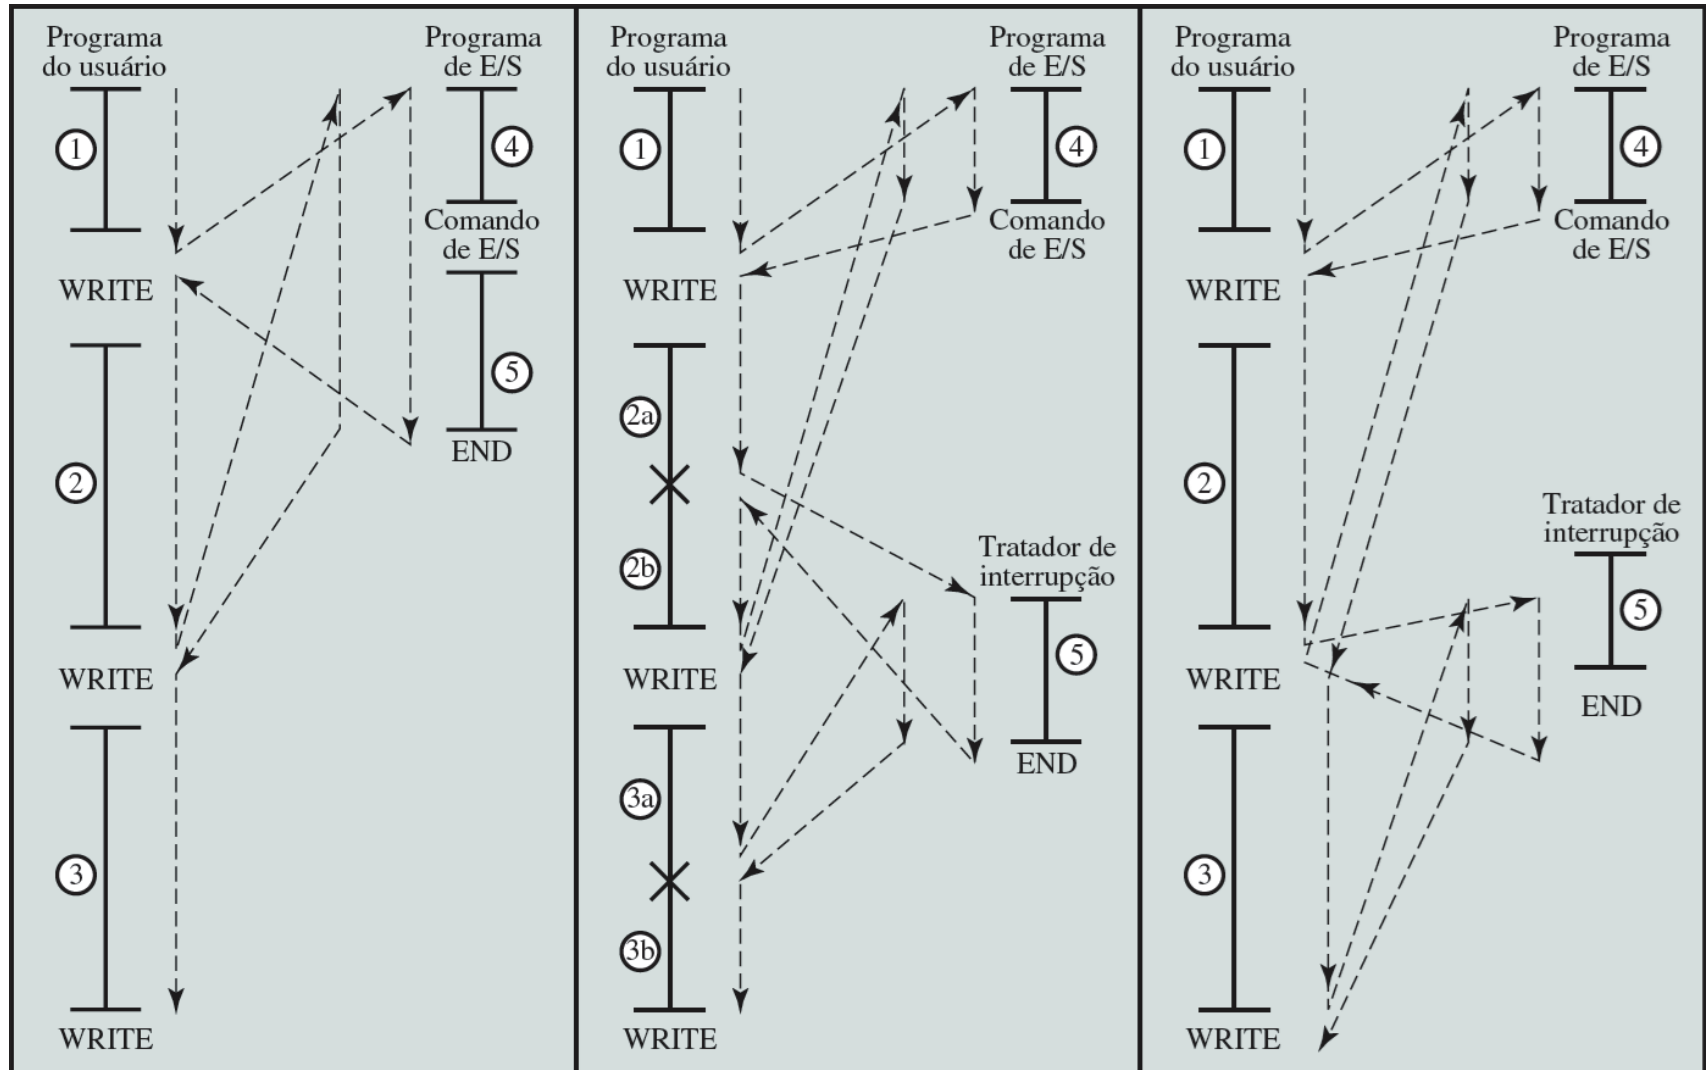 Programa
do usuário
Programa
de E/S
1
4
Comando
de E/S
WRITE
5
END
2
WRITE
3
WRITE
Programa
do usuário
Programa
de E/S
1
4
Comando
de E/S
WRITE
2a
Tratador de
interrupção
2b
5
WRITE
END
3a
3b
WRITE
Programa
do usuário
Programa
de E/S
1
4
Comando
de E/S
WRITE
2
Tratador de
interrupção
5
WRITE
END
3
WRITE